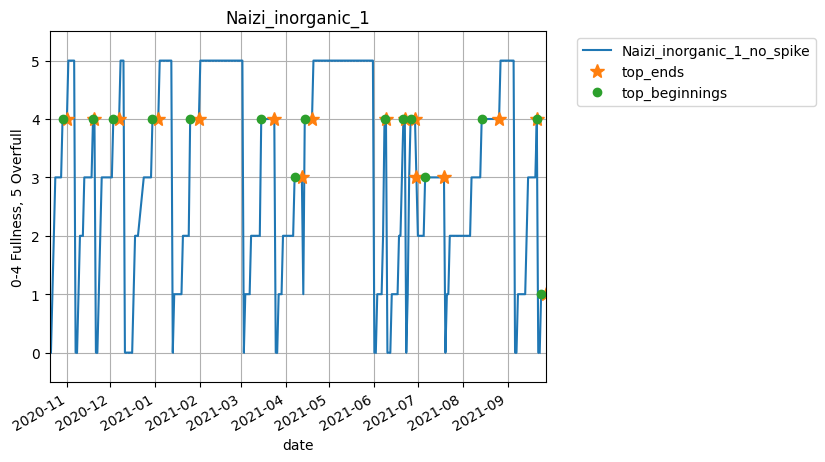 Naizi_inorganic_1
0-4 Fullness, 5 Overfull
5
4
3
2
1
0
2020-11
2020-12
2021-01
2021-02
2021-03
2021-04
2021-05
2021-06
2021-07
2021-08
2021-09
date
Naizi_inorganic_1_no_spike
top_ends
top_beginnings